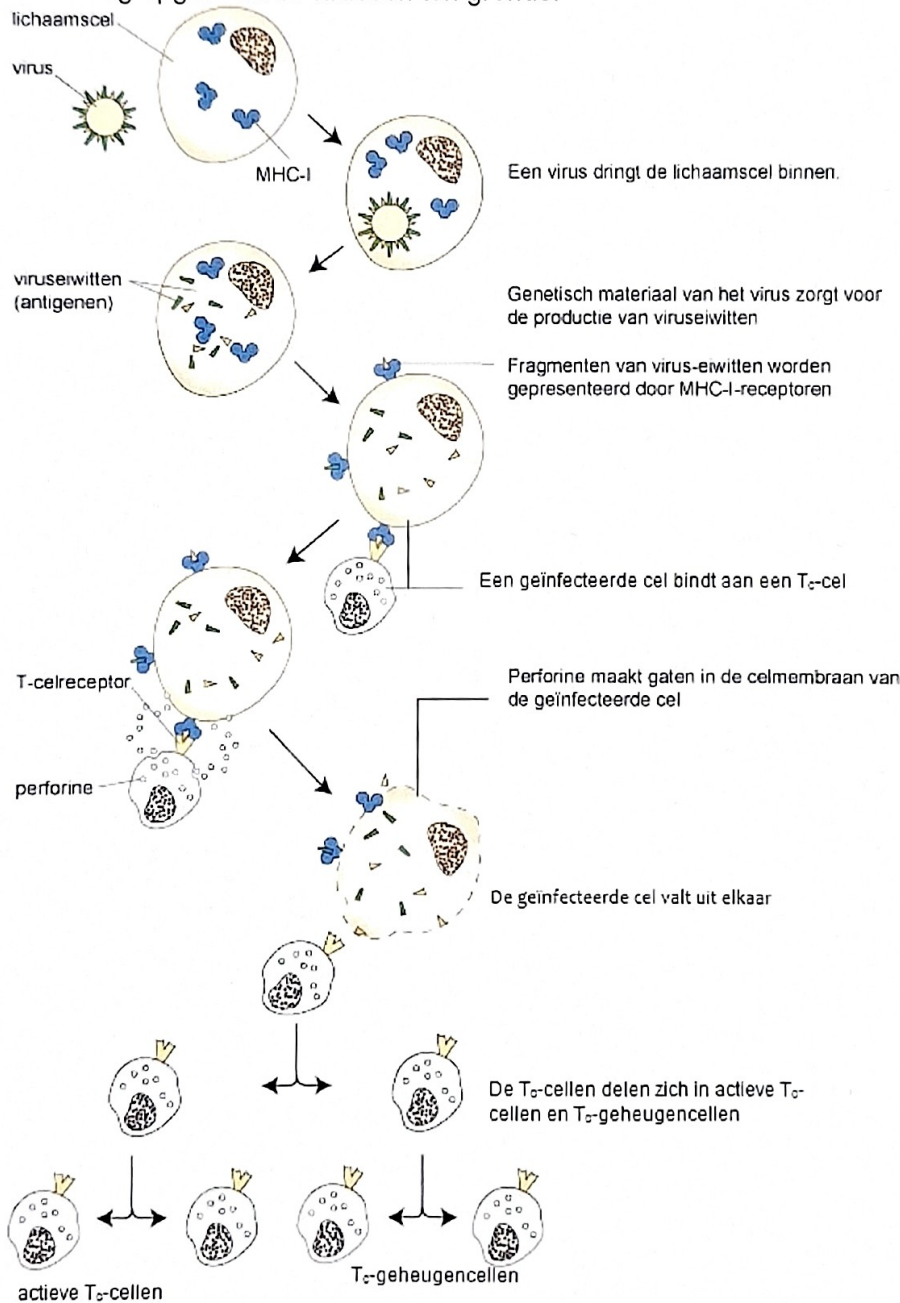 lichaamscel
virus
MHC-I
Een virus dringt de lichaamscel binnen.
viruseiwitten
(antigenen)
Genetisch materiaal van het virus zorgt voor
de productie van viruseiwitten
Fragmenten van virus-eiwitten worden
gepresenteerd door MHC-I-receptoren
Een geïnfecteerde cel bindt aan een Tc-cel
T-celreceptor
Perforine maakt gaten in de celmembraan van
de geïnfecteerde cel
perforine
De geïnfecteerde cel valt uit elkaar
De Tc-cellen delen zich in actieve Tc-
cellen en Tc-geheugencellen
actieve Tc-cellen
Tc-geheugencellen